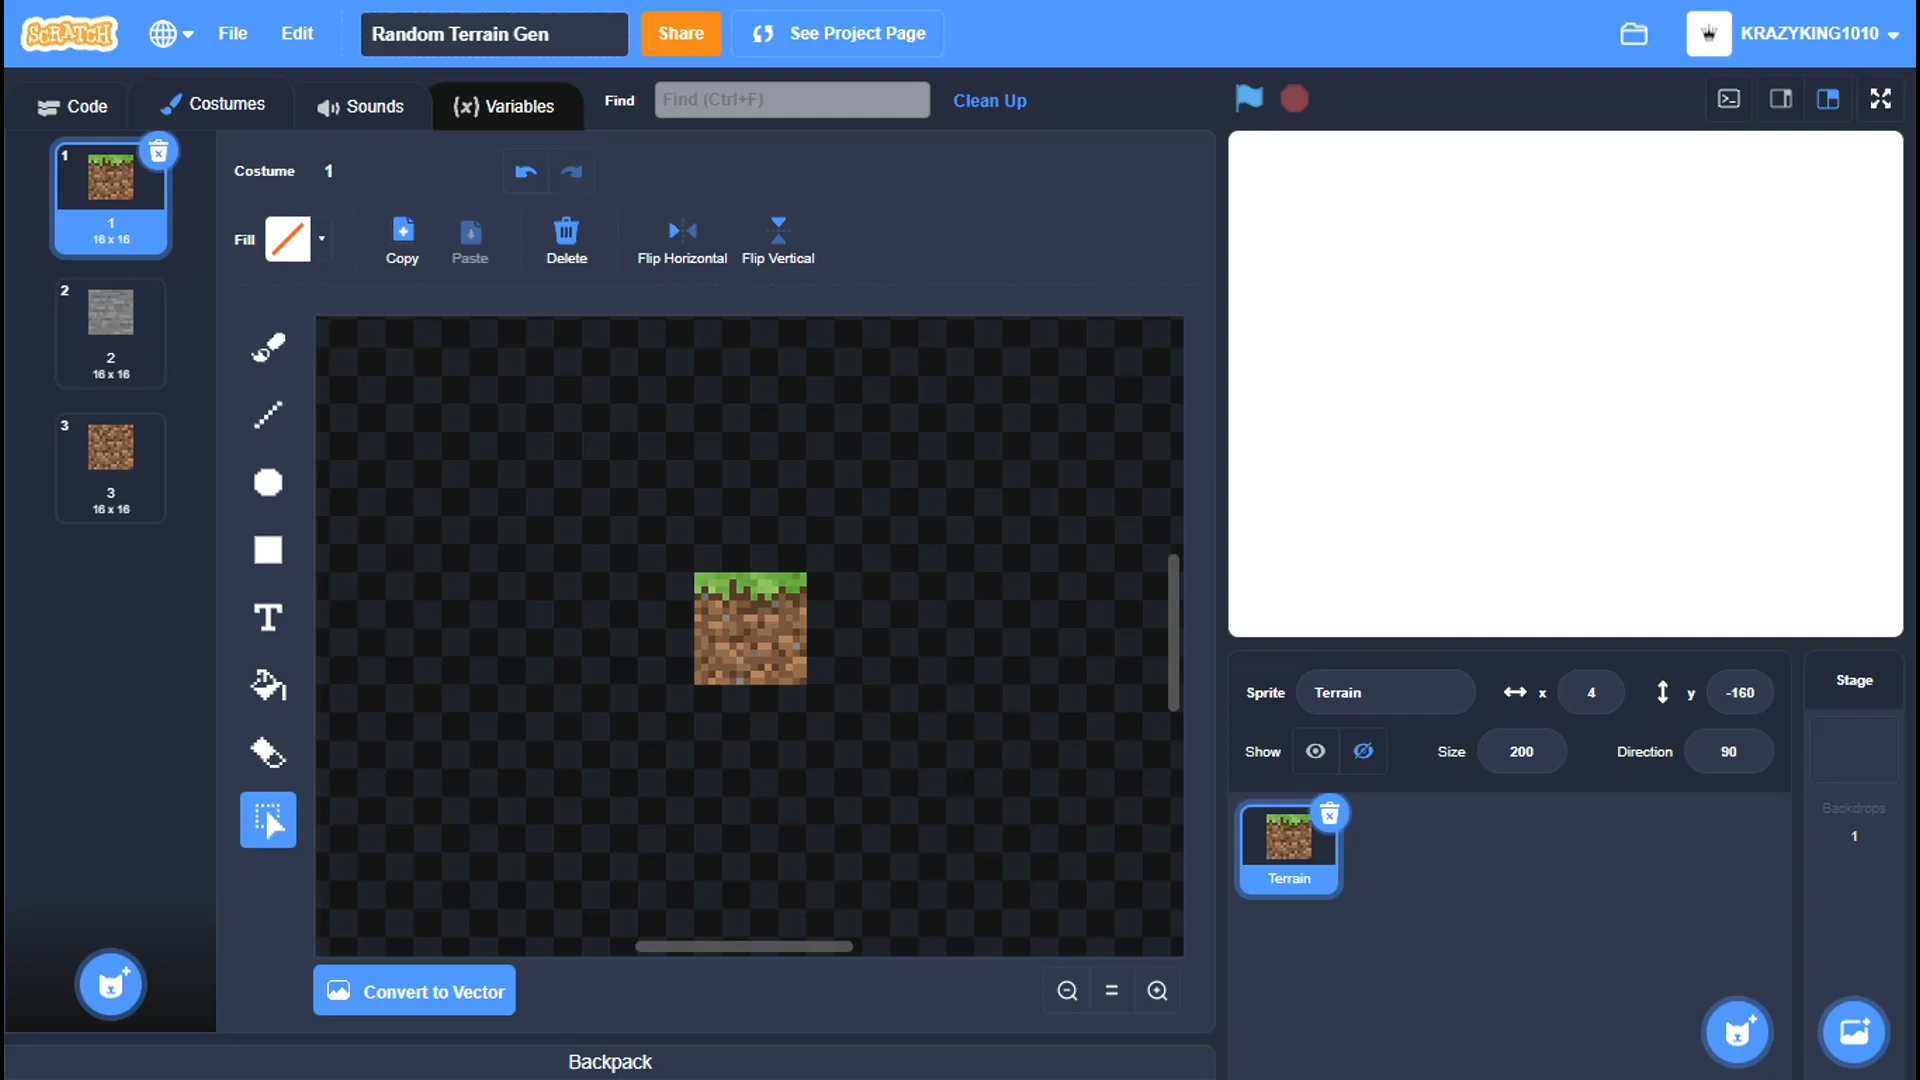 SCRATCH
File
Edit
Random Terrain Gen
Share
See Project Page
KRAZYKING1010
Code
Costumes
Sounds
(x) Variables
Find
Find (Ctrl+F)
Clean Up
Costume
1
Fill
Copy
Paste
Delete
Flip Horizontal
Flip Vertical
1
1
16 x 16
2
2
16 x 16
3
3
16 x 16
T
Convert to Vector
=
Backpack
Sprite
Terrain
x
4
y
-160
Show
Size
200
Direction
90
Terrain
Stage
Backdrops
1